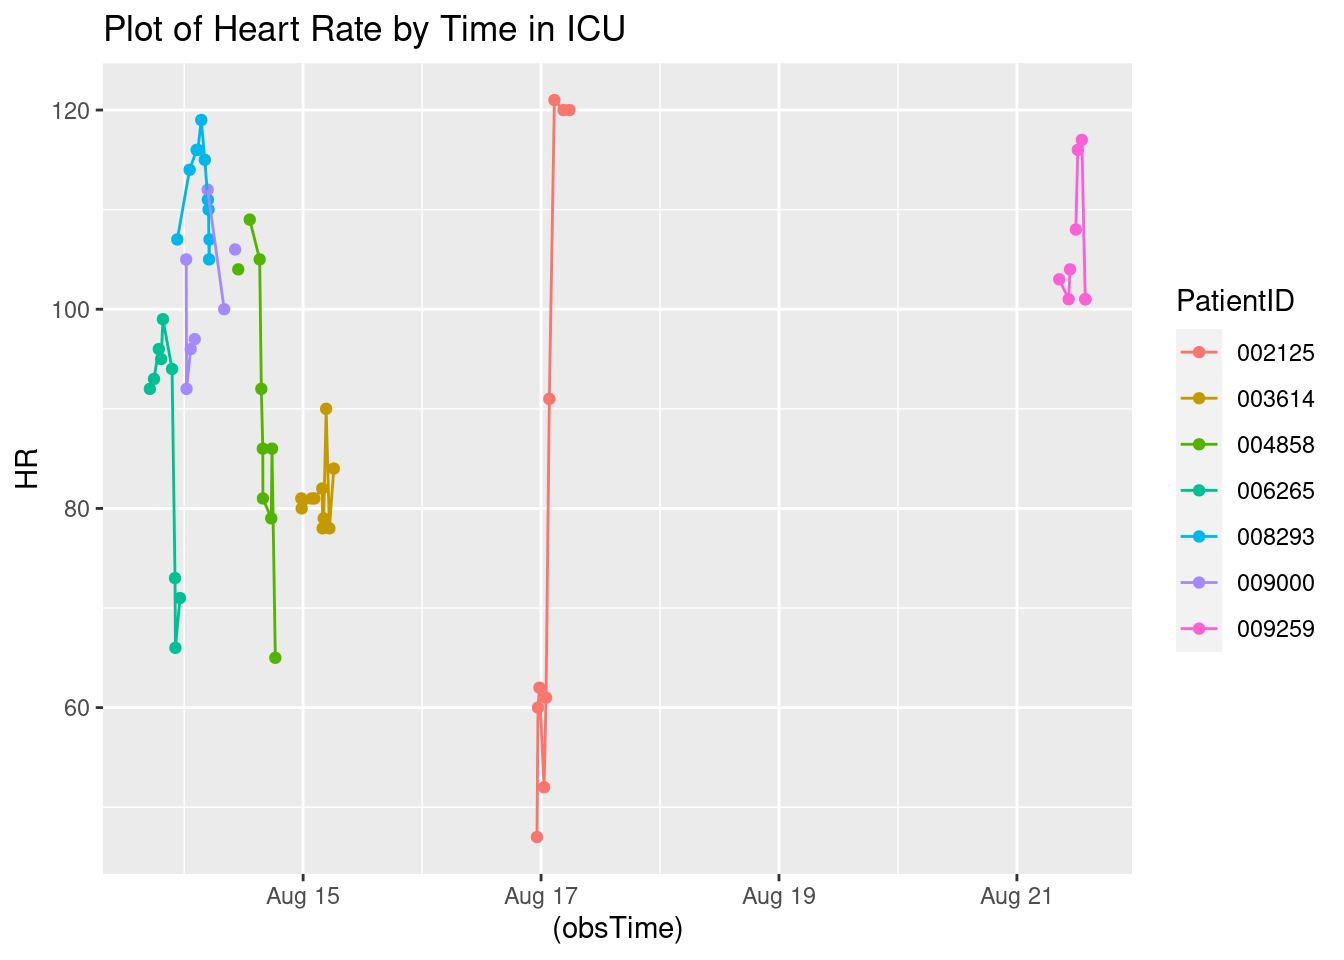 Plot of Heart Rate by Time in ICU
120
100
80
60
HR
Aug 15
Aug 17
Aug 19
Aug 21
(obsTime)
PatientID
002125
003614
004858
006265
008293
009000
009259